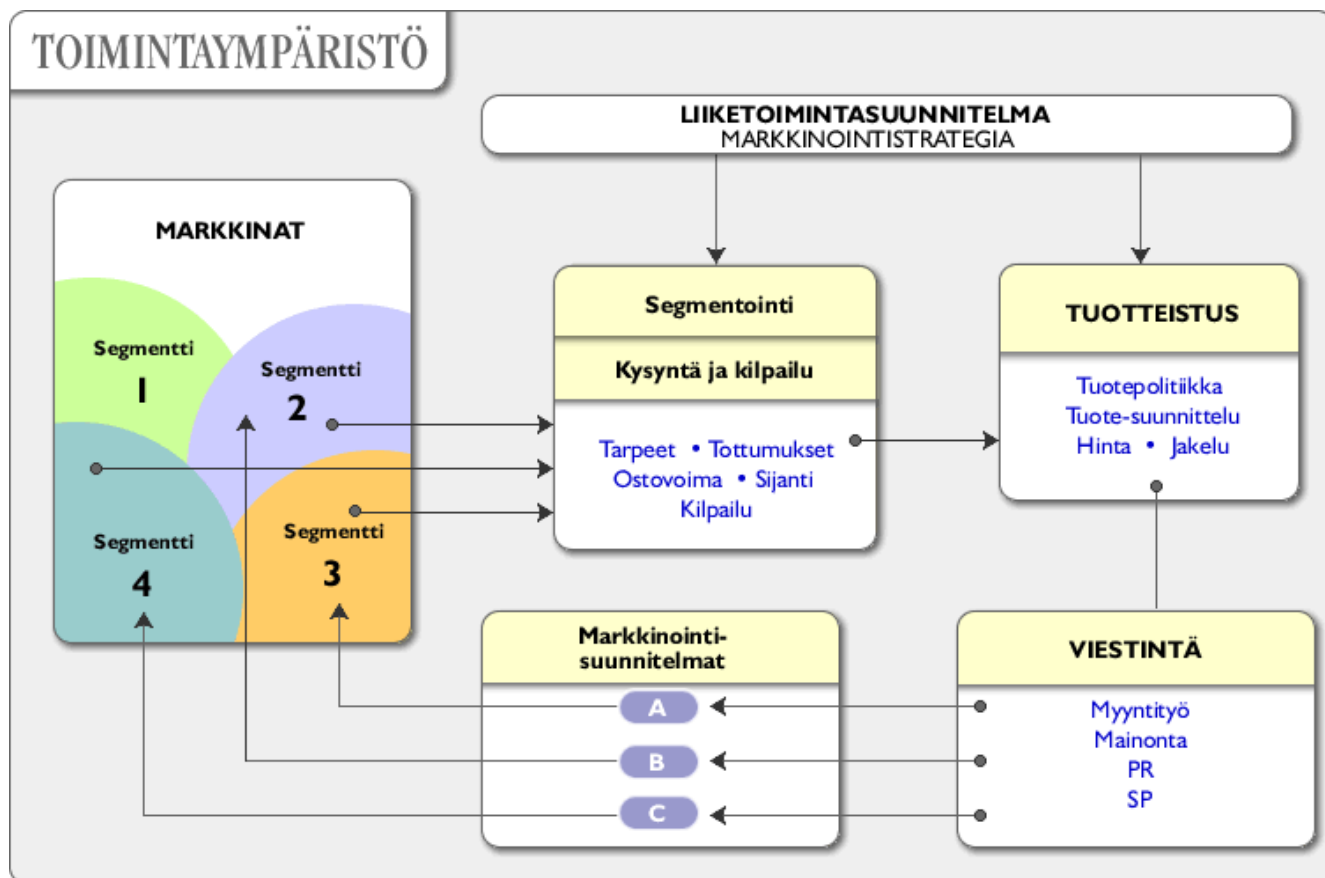 TOIMINTAYMPÄRISTÖ
LIIKETOIMINTASUUNNITELMA
MARKKINOINTISTRATEGIA
MARKKINAT
Segmentti
1
Segmentti
2
Segmentti
3
Segmentti
4
Segmentointi
Kysyntä ja kilpailu
Tarpeet • Tottumukset
Ostovoima • Sijanti
Kilpailu
TUOTTEISTUS
Tuotepolitiikka
Tuote-suunnittelu
Hinta • Jakelu
Markkinointi-
suunnitelmat
A
B
C
VIESTINTÄ
Myyntityö
Mainonta
PR
SP